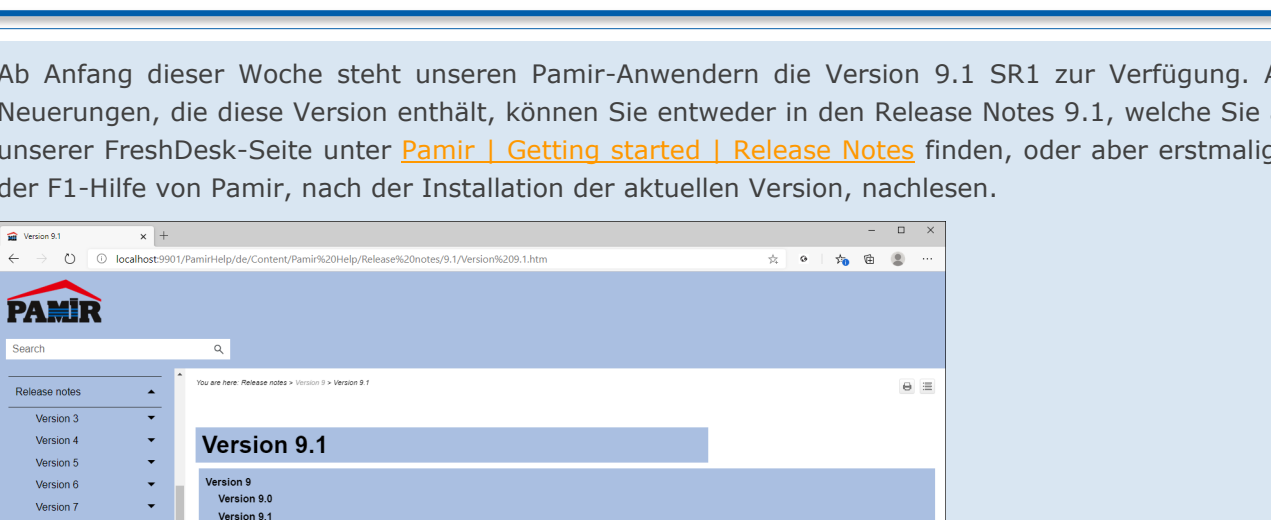 Ab Anfang dieser Woche steht unseren Pamir-Anwendern die Version 9.1 SR1 zur Verfügung.
Neuerungen, die diese Version enthält, können Sie entweder in den Release Notes 9.1, welche Sie
unserer FreshDesk-Seite unter Pamir | Getting started | Release Notes finden, oder aber erstmalig
der F1-Hilfe von Pamir, nach der Installation der aktuellen Version, nachlesen.
Version 9.1
localhost:9901/PamirHelp/de/Content/Pamir%20Help/Release%20notes/9.1/Version%209.1.htm
PAMIR
Search
Release notes
You are here: Release notes > Version 9 > Version 9.1
Version 3
Version 4
Version 5
Version 6
Version 7
Version 9.1
Version 9
Version 9.0
Version 9.1